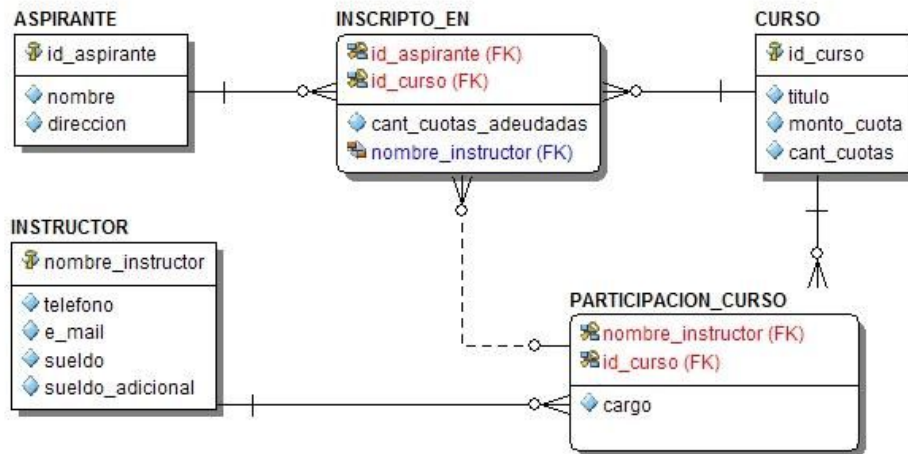 ASPIRANTE
id_aspirante
nombre
direccion
INSCRIPTO_EN
id_aspirante (FK)
id_curso (FK)
cant_cuotas_adeudadas
nombre_instructor (FK)
CURSO
id_curso
titulo
monto_cuota
cant_cuotas
INSTRUCTOR
nombre_instructor
telefono
e_mail
sueldo
sueldo_adicional
PARTICIPACION_CURSO
nombre_instructor (FK)
id_curso (FK)
cargo